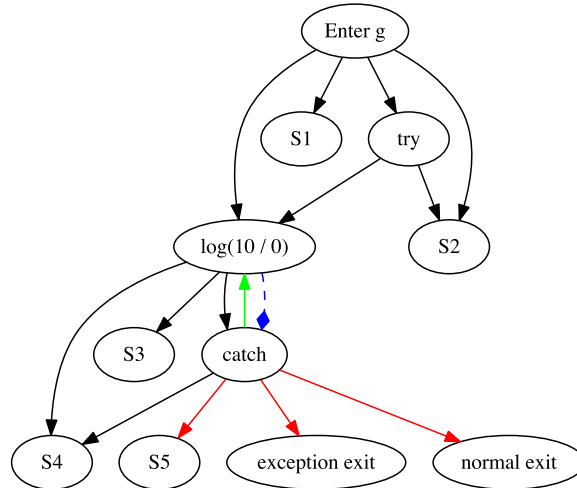 Enter g
S1
try
log(10 / 0)
S2
S3
catch
S4
S5
exception exit
normal exit